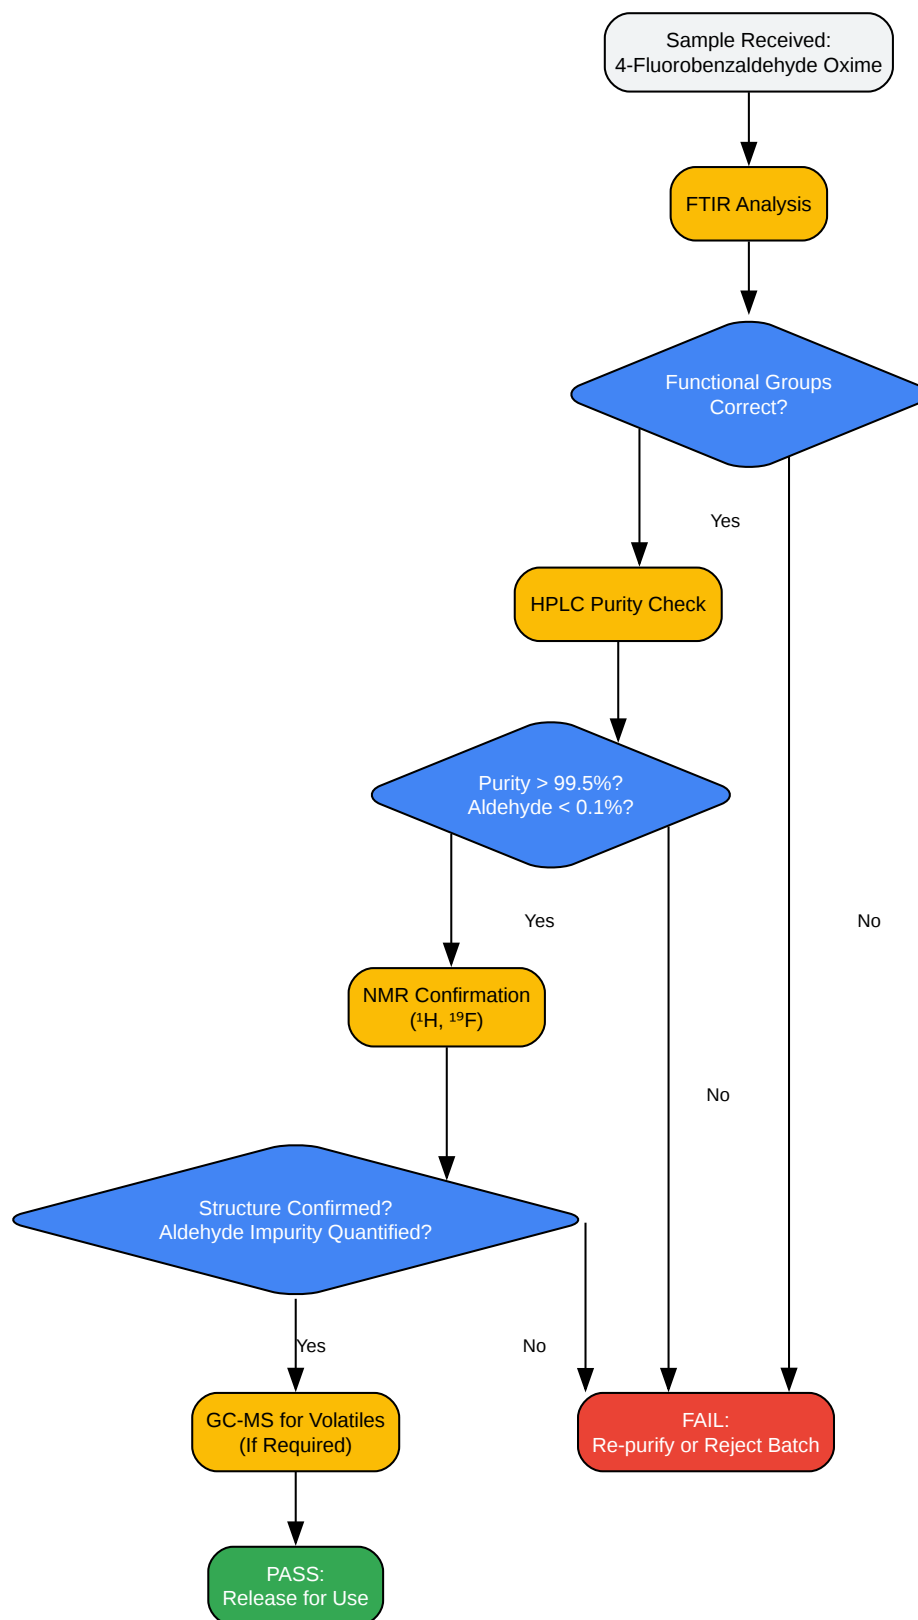 Sample Received:
4-Fluorobenzaldehyde Oxime
FTIR Analysis
Functional Groups
Correct?
Yes
HPLC Purity Check
Purity > 99.5%?
Aldehyde < 0.1%?
Yes
No
NMR Confirmation
(¹H, ¹⁹F)
No
Structure Confirmed?
Aldehyde Impurity Quantified?
Yes
No
GC-MS for Volatiles
(If Required)
FAIL:
Re-purify or Reject Batch
PASS:
Release for Use